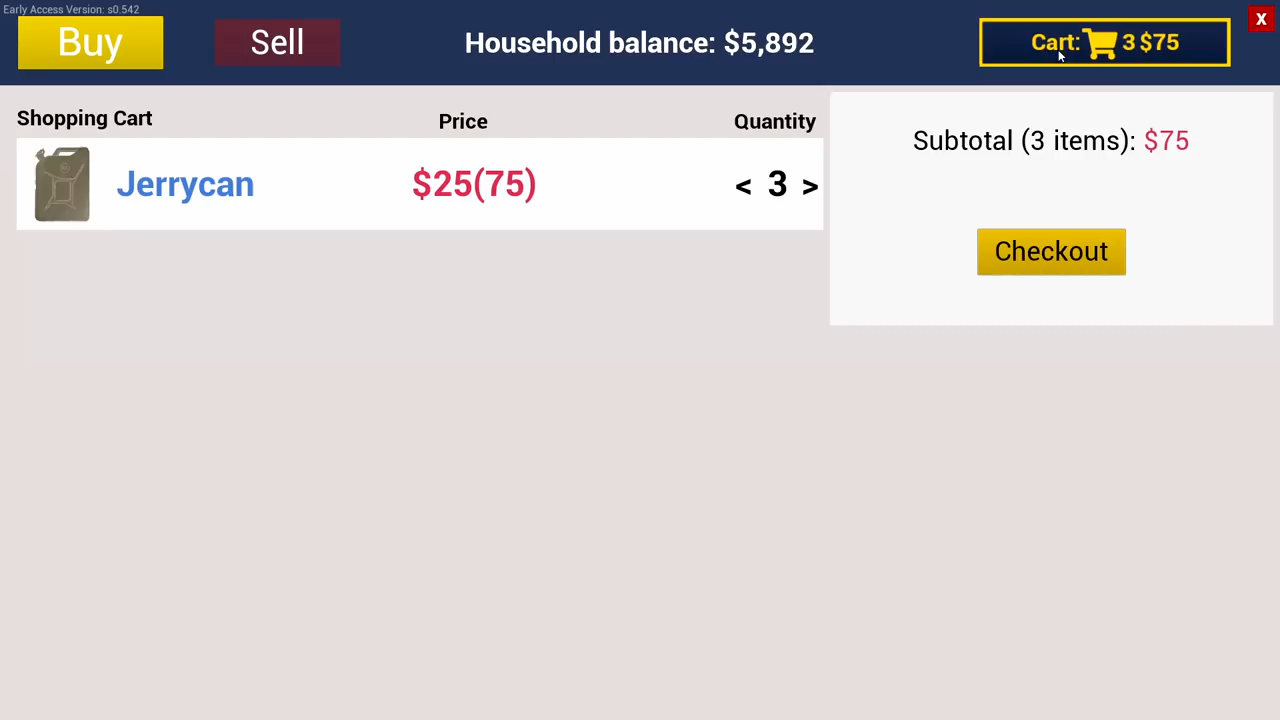 Early Access Version: s0.542
Buy
Sell
Household balance: $5,892
Cart: 3 $75
X
Shopping Cart
Price
Quantity
Jerrycan
$25(75)
< 3 >
Subtotal (3 items): $75
Checkout